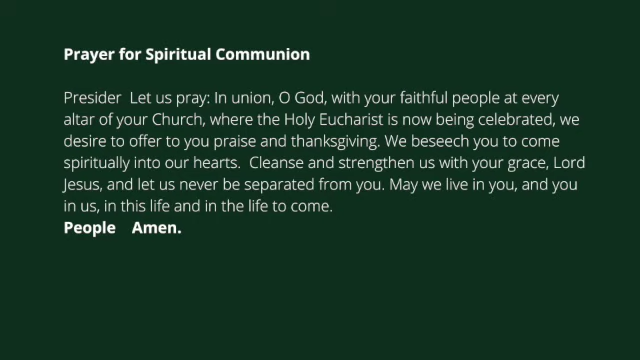 Prayer for Spiritual Communion
Presider  Let us pray: In union, O God, with your faithful people at every
altar of your Church, where the Holy Eucharist is now being celebrated, we
desire to offer to you praise and thanksgiving. We beseech you to come
spiritually into our hearts.  Cleanse and strengthen us with your grace, Lord
Jesus, and let us never be separated from you. May we live in you, and you
in us, in this life and in the life to come.
People    Amen.